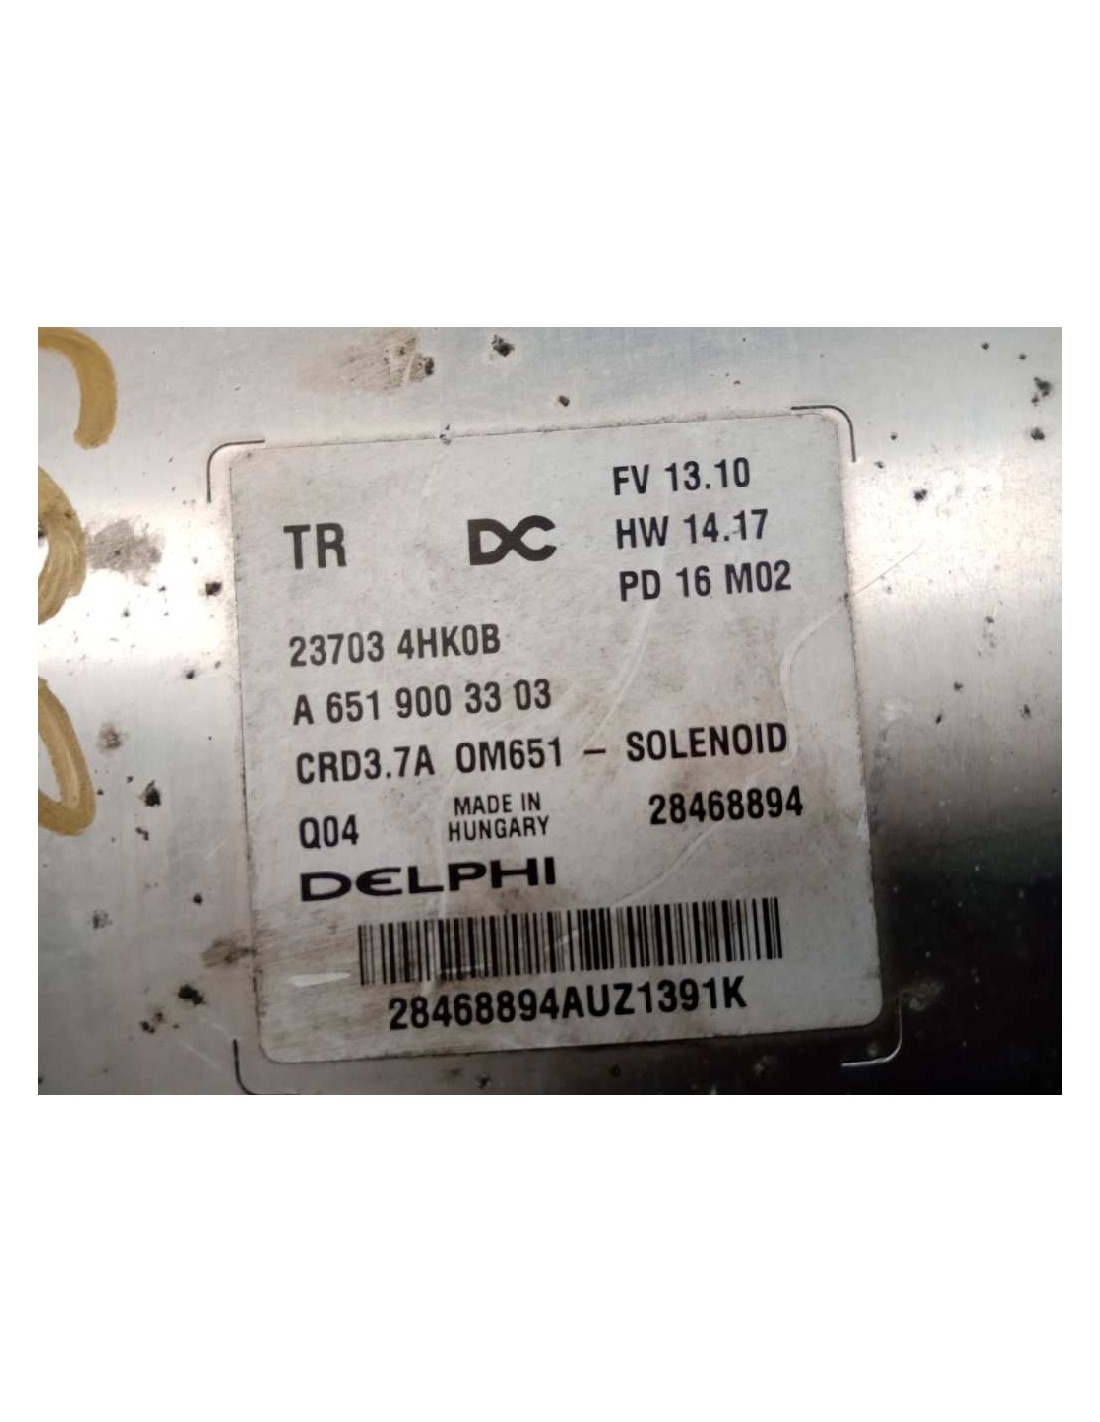 TR DC FV 13.10
HW 14.17
PD 16 M02
23703 4HK0B
A 651 900 33 03
CRD3.7A OM651 – SOLENOID
Q04 MADE IN HUNGARY 28468894
DELPHI
28468894AUZ1391K